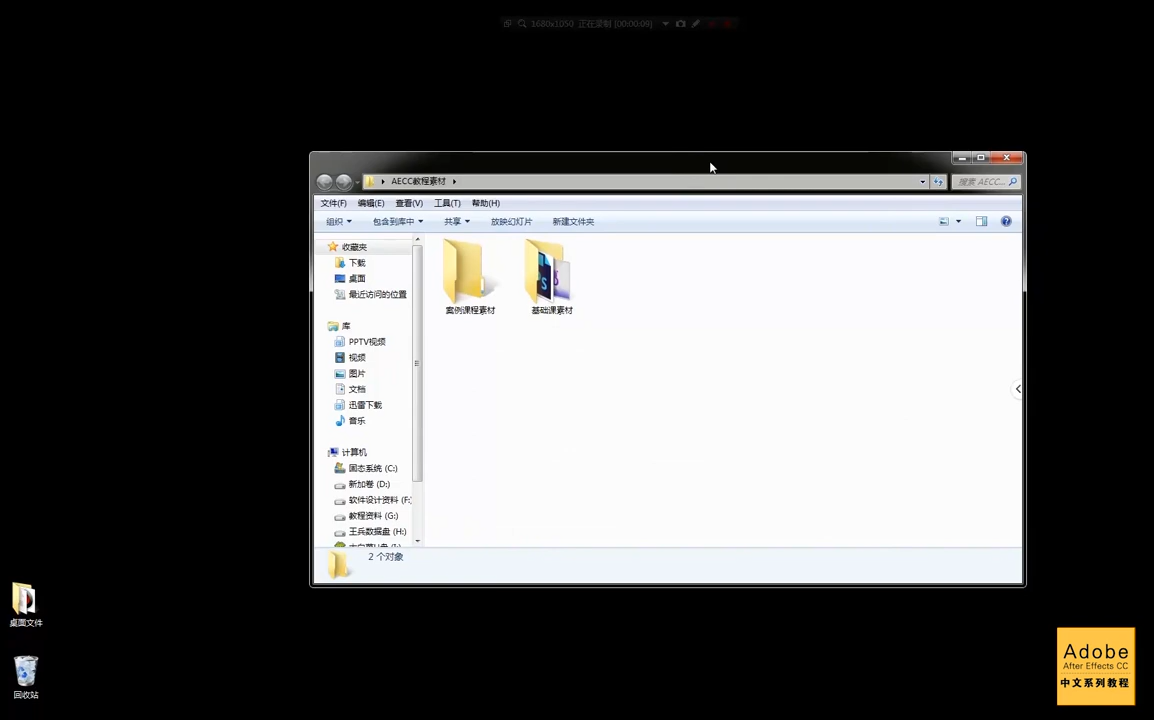 1680x1050 正在录制 [00:00:09]
AECC教程素材
搜索 AECC...
文件(F) 编辑(E) 查看(V) 工具(T) 帮助(H)
组织 包含到库中 共享 放映幻灯片 新建文件夹
收藏夹
下载
桌面
最近访问的位置
库
PPTV视频
视频
图片
文档
迅雷下载
音乐
计算机
固态系统 (C:)
新加卷 (D:)
软件设计资料 (F:
教程资料 (G:)
王兵数据盘 (H:)
案例课程素材
基础课素材
2 个对象
桌面文件
回收站
Adobe
After Effects CC
中文系列教程